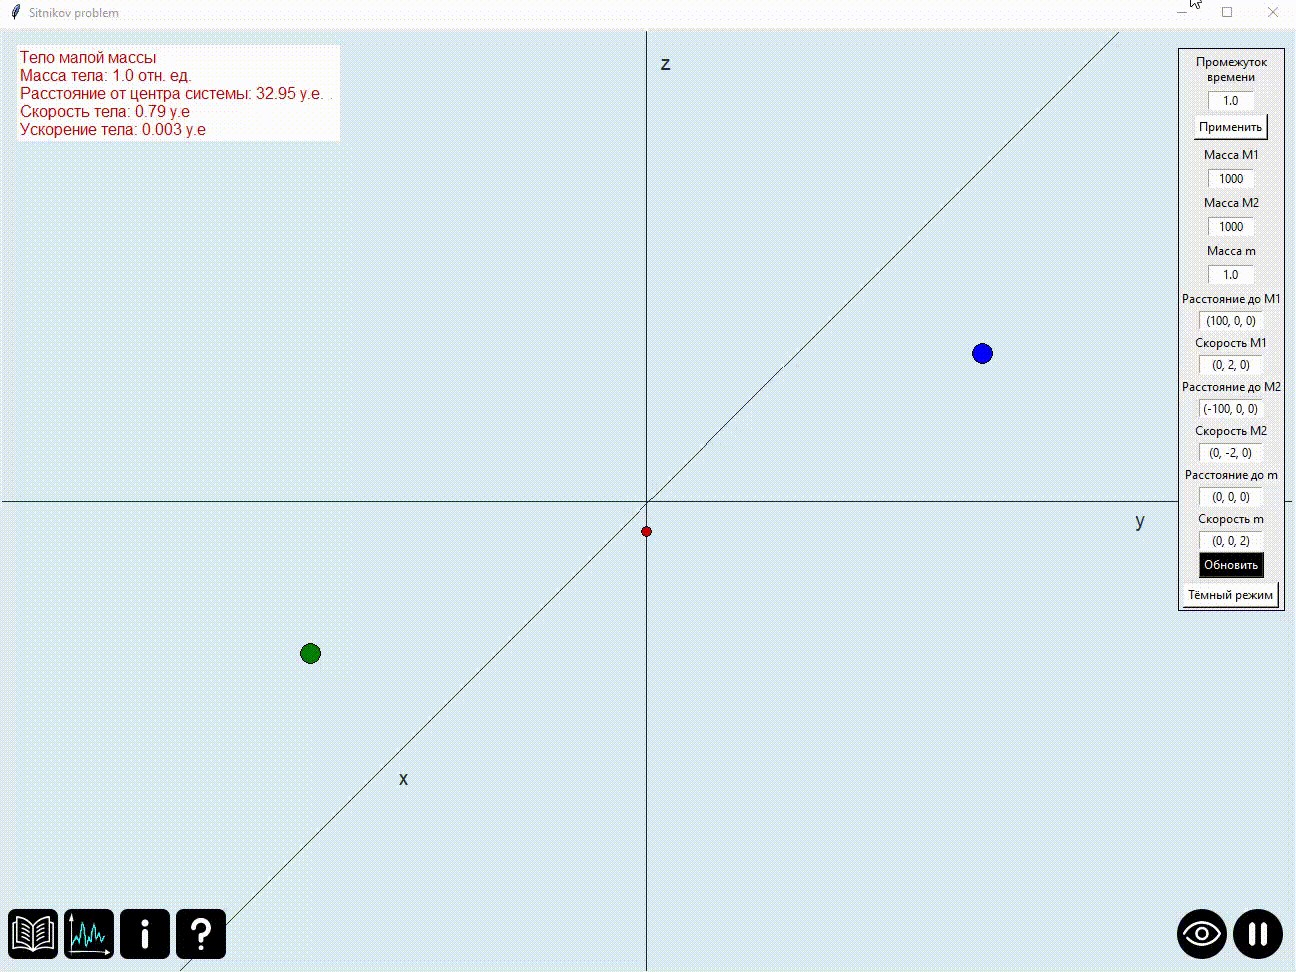 Sitnikov problem
Тело малой массы
Масса тела: 1.0 отн. ед.
Расстояние от центра системы: 32.95 у.е. .
Скорость тела: 0.79 у.е
Ускорение тела: 0.003 у.е
z
y
x
Промежуток
времени
1.0
Применить
Масса M1
1000
Масса M2
1000
Масса m
1.0
Расстояние до M1
(100, 0, 0)
Скорость M1
(0, 2, 0)
Расстояние до M2
(-100, 0, 0)
Скорость M2
(0, -2, 0)
Расстояние до m
(0, 0, 0)
Скорость m
(0, 0, 2)
Обновить
Тёмный режим
i
?